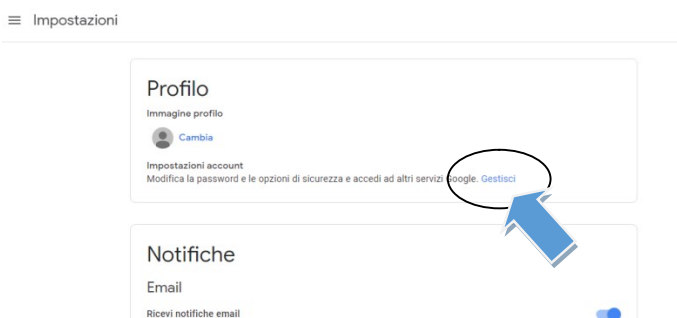 Impostazioni
Profilo
Immagine profilo
Cambia
Impostazioni account
Modifica la password e le opzioni di sicurezza e accedi ad altri servizi Google. Gestisci
Notifiche
Email
Ricevi notifiche email